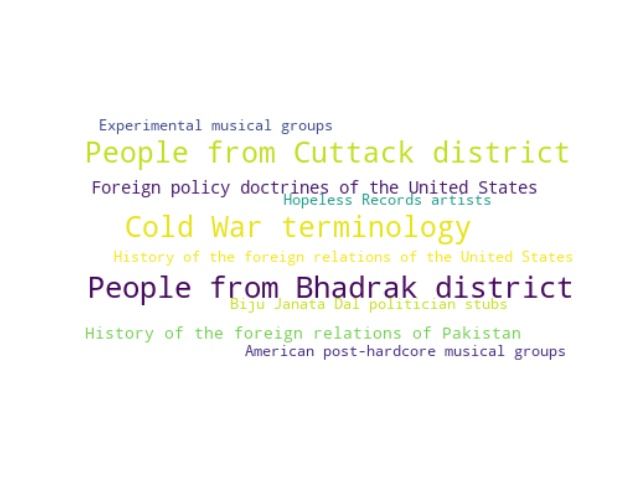 Experimental musical groups
People from Cuttack district
Foreign policy doctrines of the United States
Hopeless Records artists
Cold War terminology
History of the foreign relations of the United States
People from Bhadrak district
Biju Janata Dal politician stubs
History of the foreign relations of Pakistan
American post-hardcore musical groups